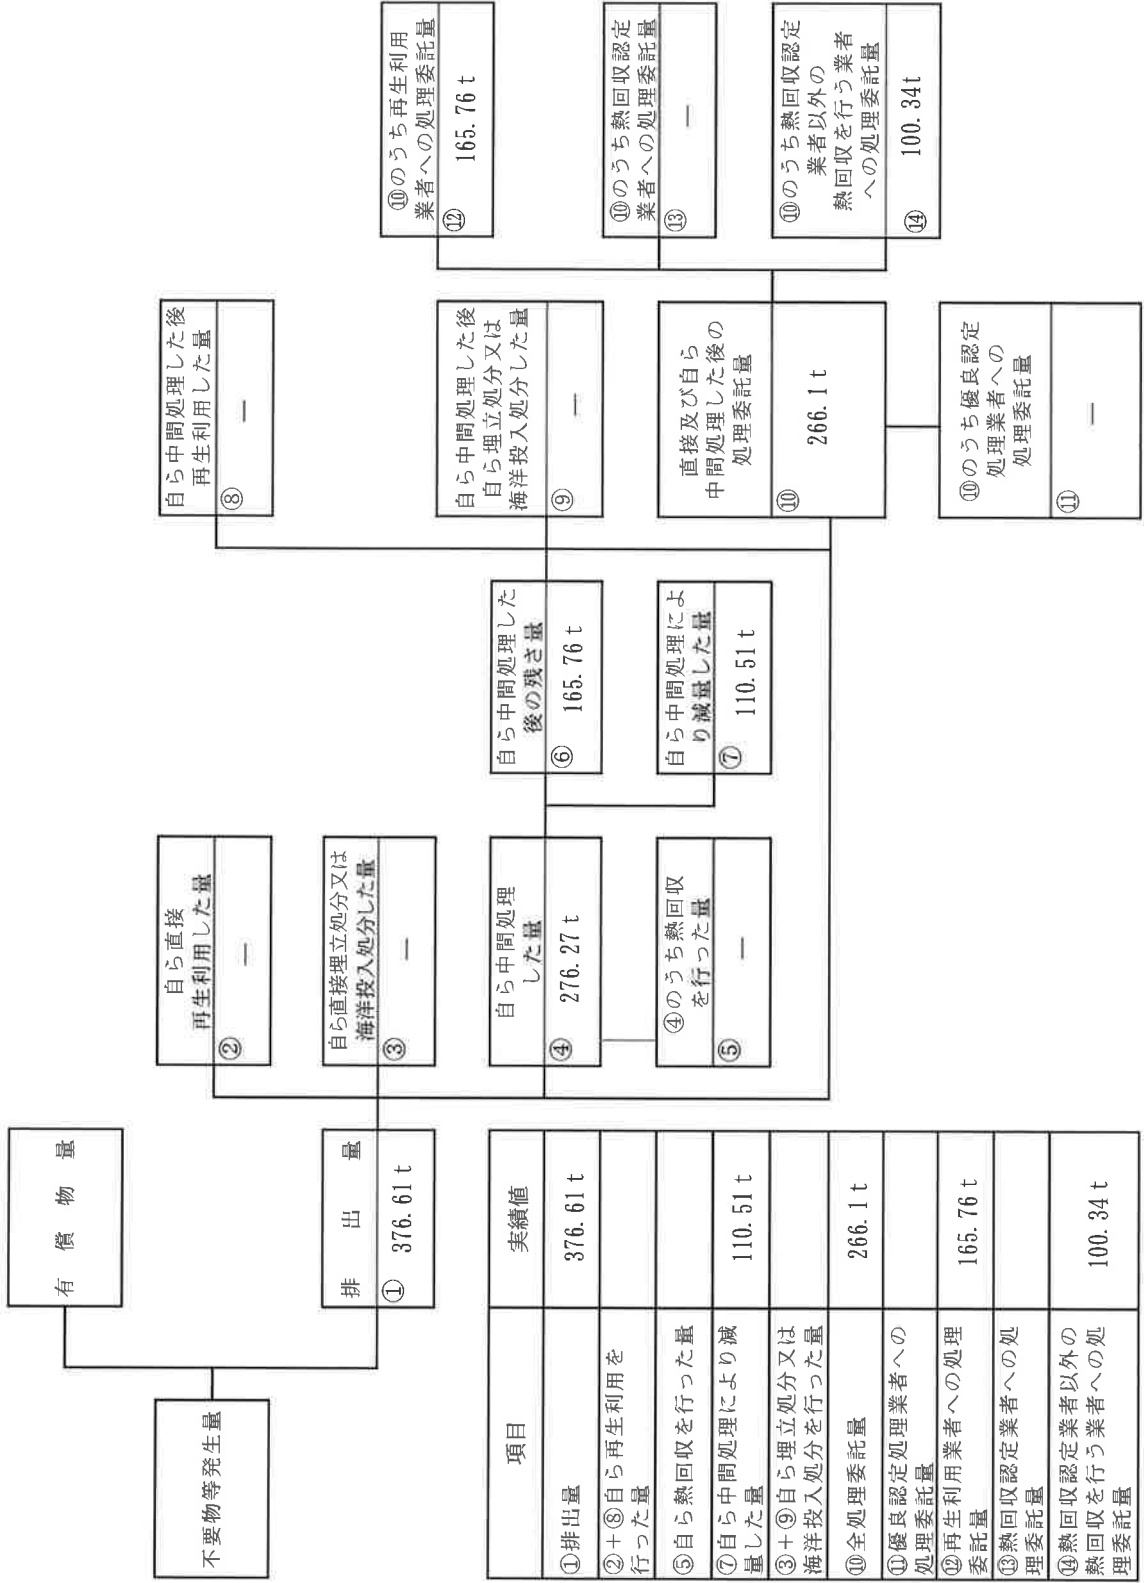 不要物等発生量
有 償 物 量
排 出 量
① 376.61t
自ら直接
再生利用した量
② —
自ら直接埋立処分又は
海洋投入処分した量
③ —
自ら中間処理
した量
④ 276.27t
④のうち熱回収
を行った量
⑤ —
自ら中間処理した
後の残さ量
⑥ 165.76t
自ら中間処理によ
り減量した量
⑦ 110.51t
自ら中間処理した後
再生利用した量
⑧ —
自ら中間処理した後
自ら埋立処分又は
海洋投入処分した量
⑨ —
直接及び自ら
中間処理した後の
処理委託量
⑩ 266.1t
⑩のうち優良認定
処理業者への
処理委託量
⑪ —
⑩のうち再生利用
業者への処理委託量
⑫ 165.76t
⑩のうち熱回収認定
業者への処理委託量
⑬ —
⑩のうち熱回収認定
業者以外の
熱回収を行う業者
への処理委託量
⑭ 100.34t
項目 実績値
①排出量 376.61t
②+⑧自ら再生利用を
行った量
⑤自ら熱回収を行った量
⑦自ら中間処理により減
量した量 110.51t
③+⑨自ら埋立処分又は
海洋投入処分を行った量
⑩全処理委託量 266.1t
⑪優良認定処理業者への
処理委託量
⑫再生利用業者への処理
委託量 165.76t
⑬熱回収認定業者への処
理委託量
⑭熱回収認定業者以外の
熱回収を行う業者への処
理委託量 100.34t